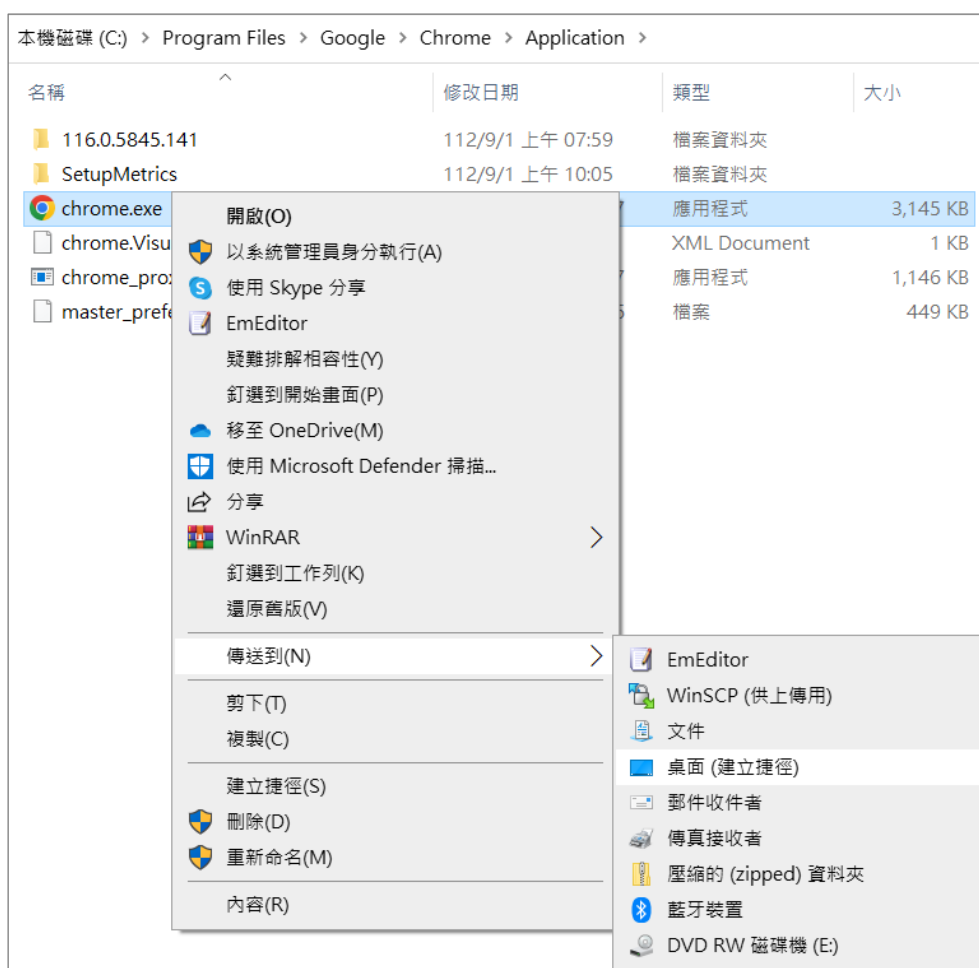 本機磁碟 (C:) > Program Files > Google > Chrome > Application >
名稱 修改日期 類型 大小
116.0.5845.141 112/9/1 上午 07:59 檔案資料夾
SetupMetrics 112/9/1 上午 10:05 檔案資料夾
chrome.exe 應用程式 3,145 KB
chrome.Visu XML Document 1 KB
chrome_prox 應用程式 1,146 KB
master_prefe 檔案 449 KB
開啟(O)
以系統管理員身分執行(A)
使用 Skype 分享
EmEditor
疑難排解相容性(Y)
釘選到開始畫面(P)
移至 OneDrive(M)
使用 Microsoft Defender 掃描...
分享
WinRAR
釘選到工作列(K)
還原舊版(V)
傳送到(N)
剪下(T)
複製(C)
建立捷徑(S)
刪除(D)
重新命名(M)
內容(R)
EmEditor
WinSCP (供上傳用)
文件
桌面 (建立捷徑)
郵件收件者
傳真接收者
壓縮的 (zipped) 資料夾
藍牙裝置
DVD RW 磁碟機 (E:)